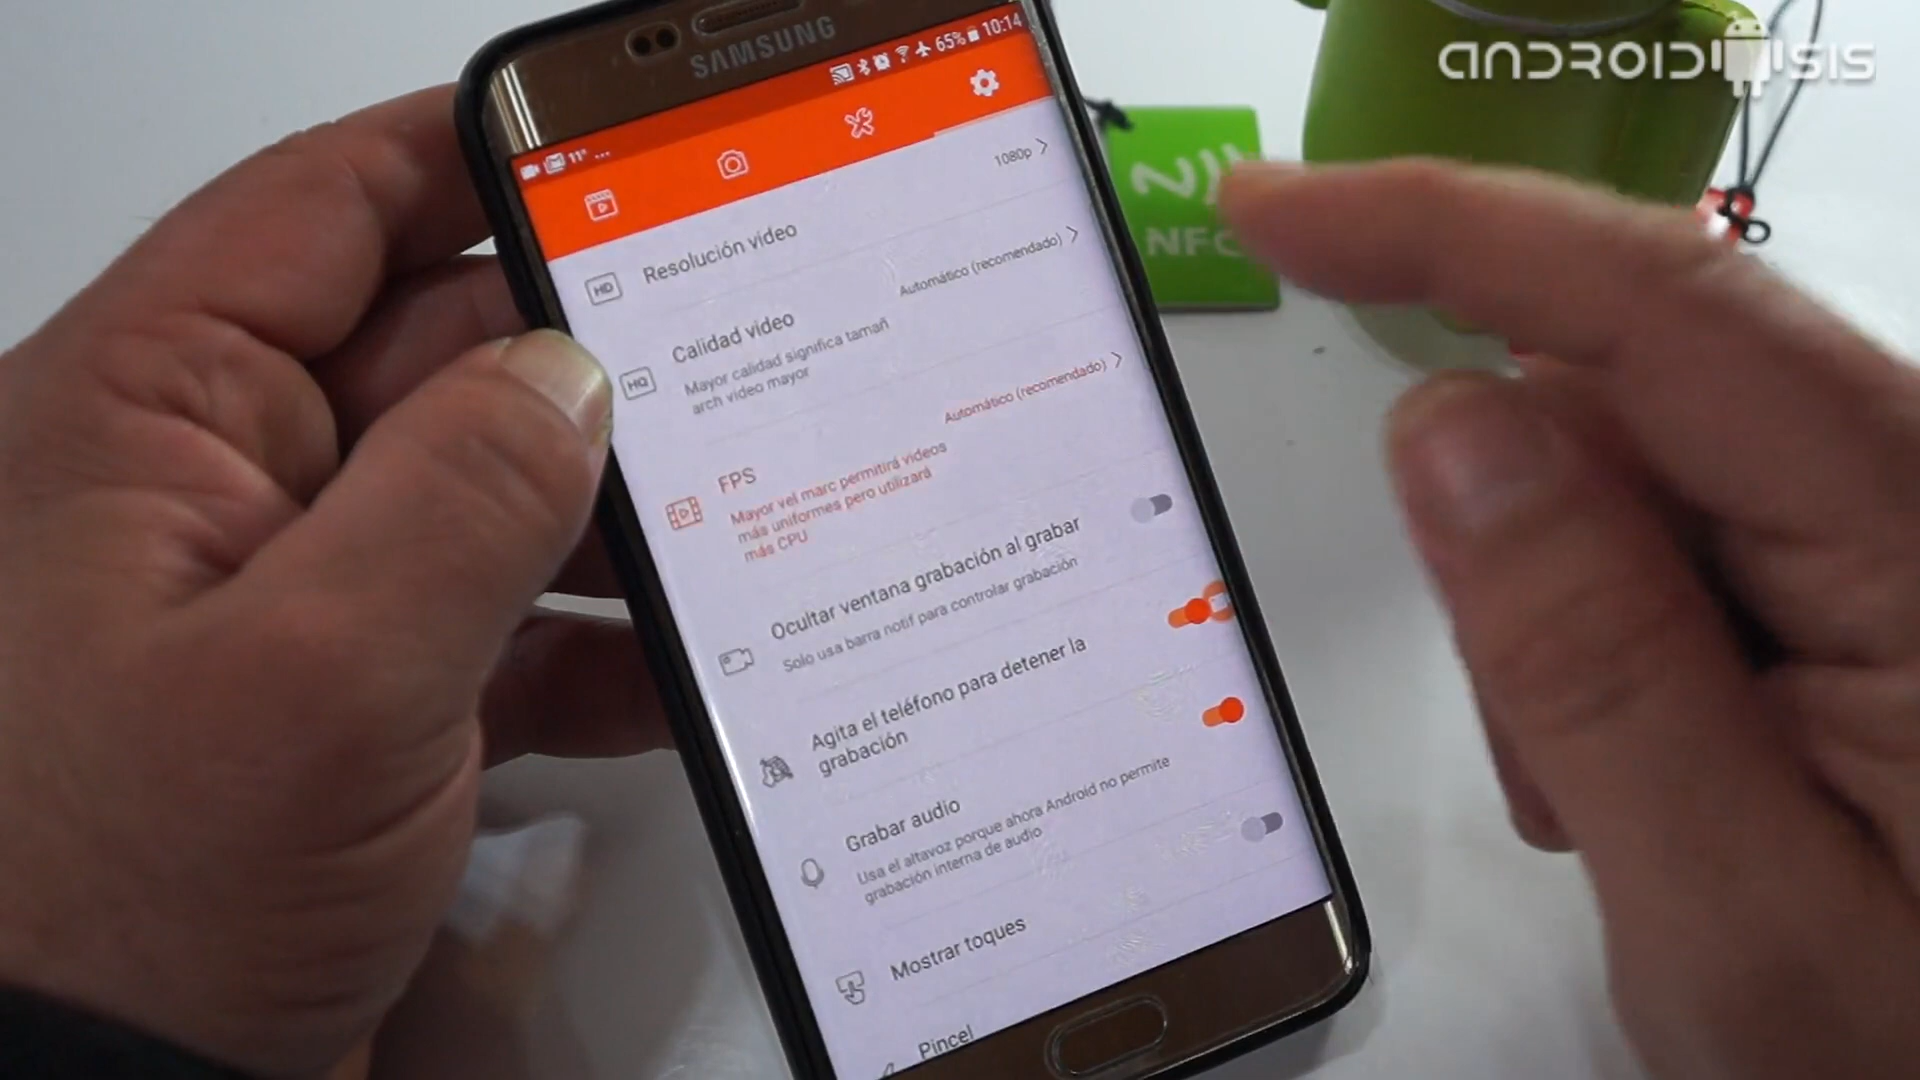 ANDROIDSIS
SAMSUNG
11° ...
65% 10:14
1080p
Resolución vídeo
Automático (recomendado)
Calidad vídeo
Mayor calidad significa tamañ
arch vídeo mayor
Automático (recomendado)
FPS
Mayor vel marc permitirá vídeos
más uniformes pero utilizará
más CPU
Ocultar ventana grabación al grabar
Solo usa barra notif para controlar grabación
Agita el teléfono para detener la
grabación
Grabar audio
Usa el altavoz porque ahora Android no permite
grabación interna de audio
Mostrar toques
Pincel
HD
HQ
NFC